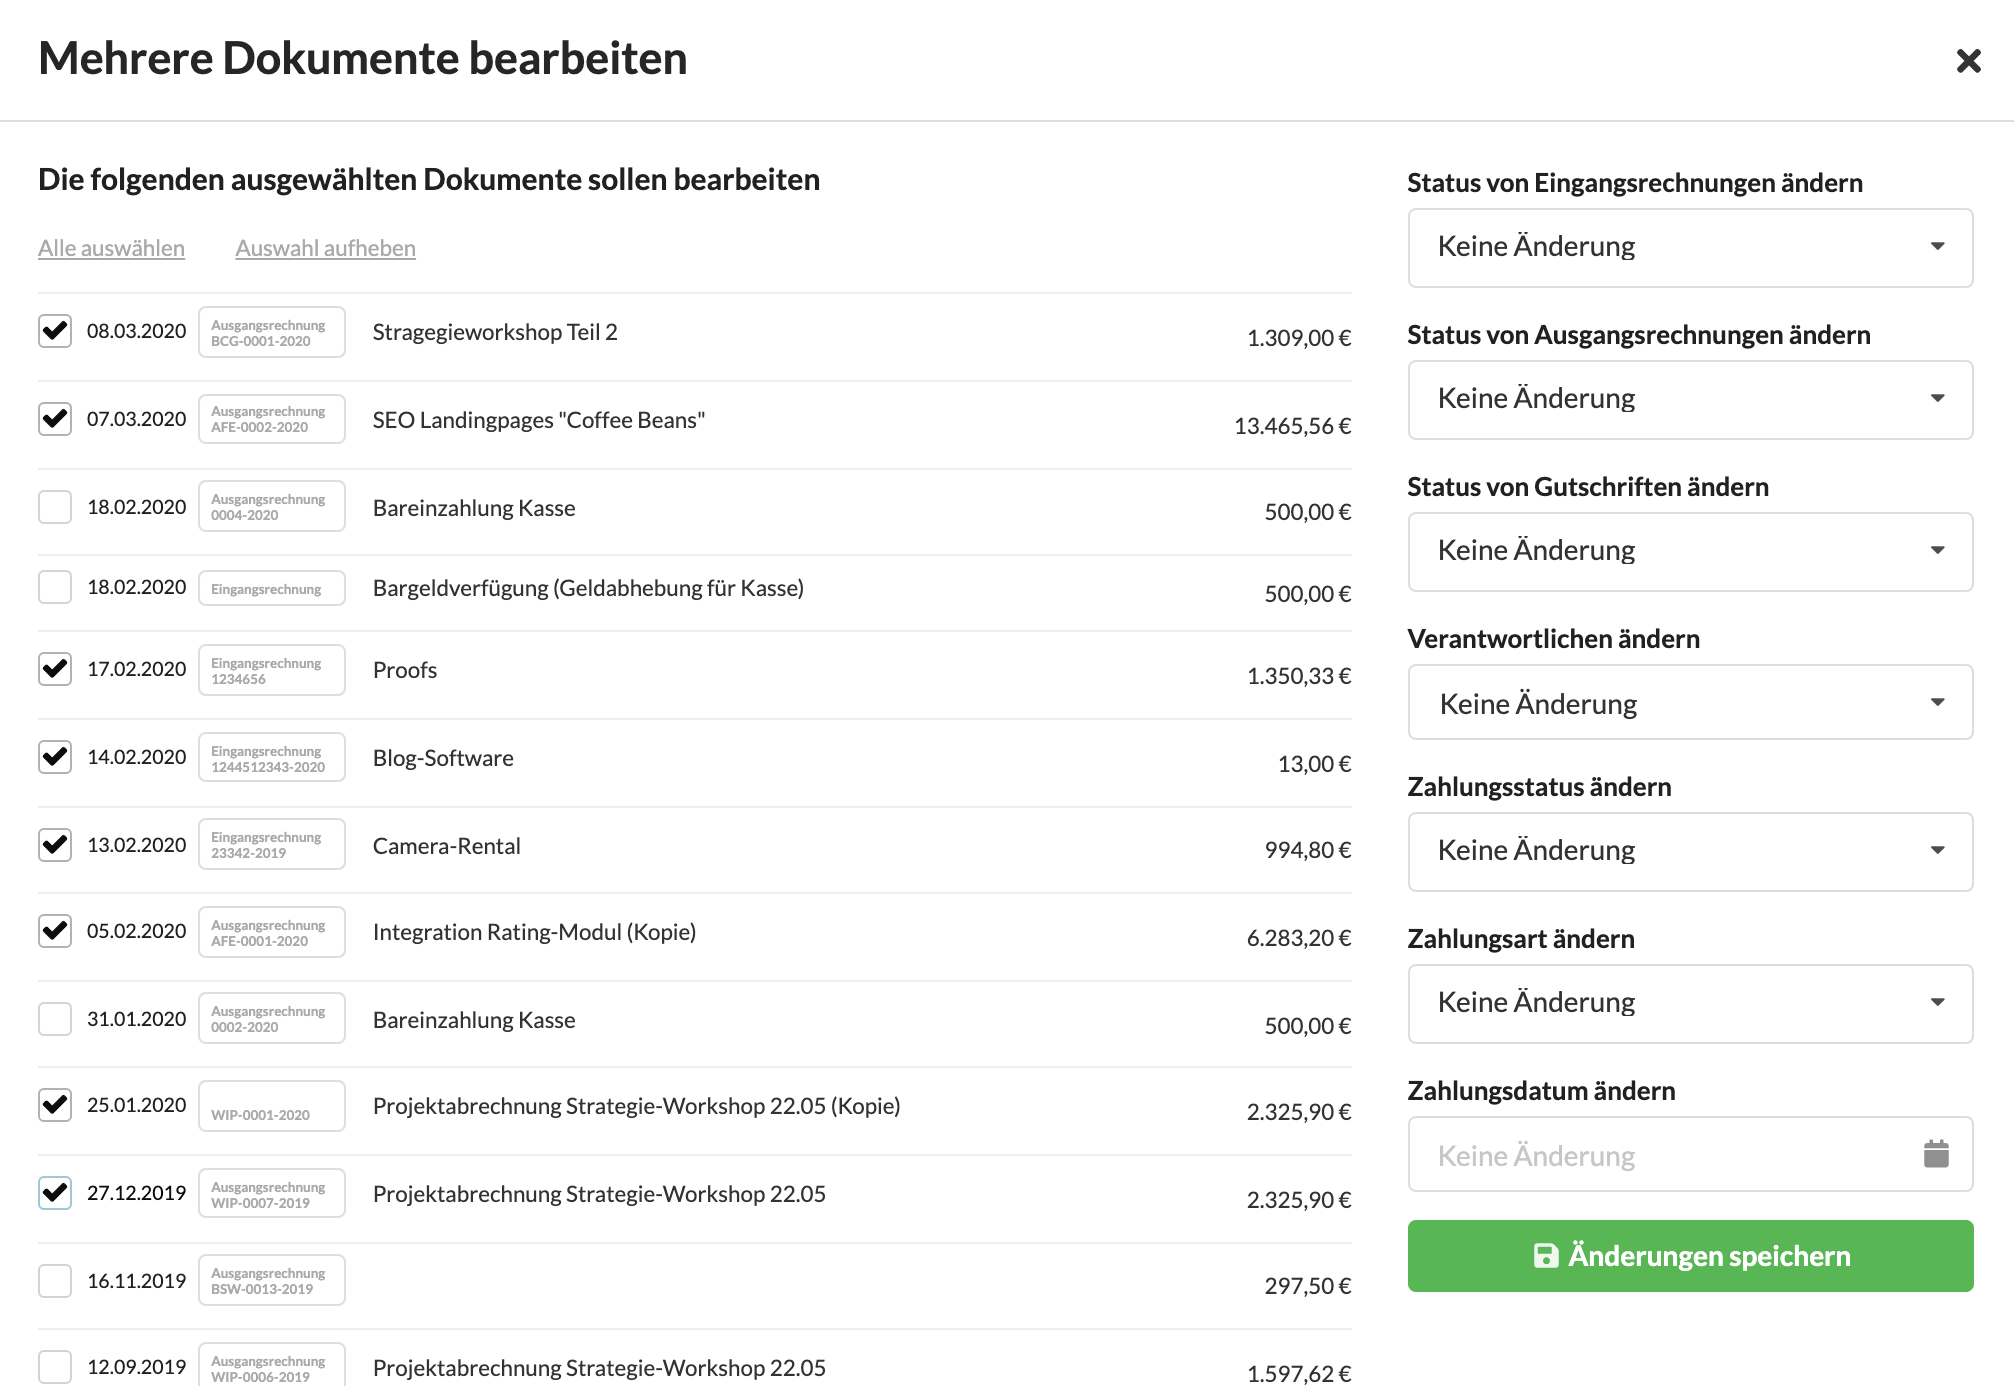 Mehrere Dokumente bearbeiten
Die folgenden ausgewählten Dokumente sollen bearbeiten
Alle auswählen Auswahl aufheben
08.03.2020 Ausgangsrechnung BCG-0001-2020 Stragegieworkshop Teil 2 1.309,00 €
07.03.2020 Ausgangsrechnung AFE-0002-2020 SEO Landingpages "Coffee Beans" 13.465,56 €
18.02.2020 Ausgangsrechnung 0004-2020 Bareinzahlung Kasse 500,00 €
18.02.2020 Eingangsrechnung Bargeldverfügung (Geldabhebung für Kasse) 500,00 €
17.02.2020 Eingangsrechnung 1234656 Proofs 1.350,33 €
14.02.2020 Eingangsrechnung 1244512343-2020 Blog-Software 13,00 €
13.02.2020 Eingangsrechnung 23342-2019 Camera-Rental 994,80 €
05.02.2020 Ausgangsrechnung AFE-0001-2020 Integration Rating-Modul (Kopie) 6.283,20 €
31.01.2020 Ausgangsrechnung 0002-2020 Bareinzahlung Kasse 500,00 €
25.01.2020 WIP-0001-2020 Projektabrechnung Strategie-Workshop 22.05 (Kopie) 2.325,90 €
27.12.2019 Ausgangsrechnung WIP-0007-2019 Projektabrechnung Strategie-Workshop 22.05 2.325,90 €
16.11.2019 Ausgangsrechnung BSW-0013-2019 297,50 €
12.09.2019 Ausgangsrechnung WIP-0006-2019 Projektabrechnung Strategie-Workshop 22.05 1.597,62 €
Status von Eingangsrechnungen ändern
Keine Änderung
Status von Ausgangsrechnungen ändern
Keine Änderung
Status von Gutschriften ändern
Keine Änderung
Verantwortlichen ändern
Keine Änderung
Zahlungsstatus ändern
Keine Änderung
Zahlungsart ändern
Keine Änderung
Zahlungsdatum ändern
Keine Änderung
Änderungen speichern